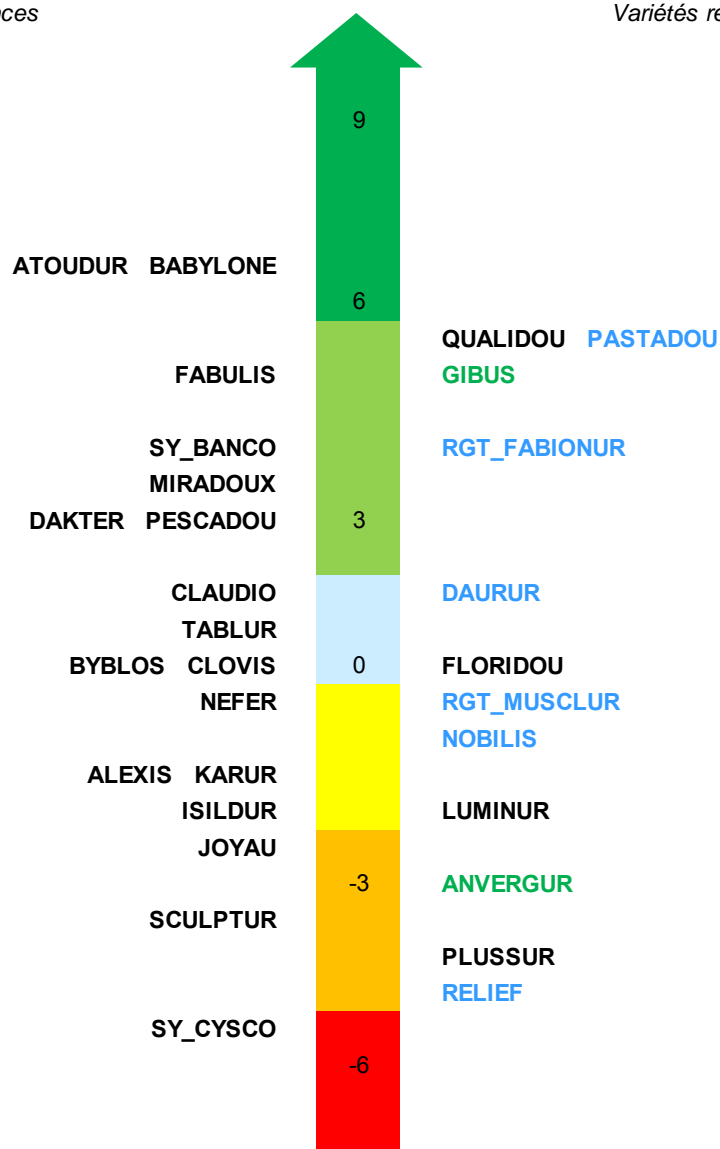 ces Variétés re
9
ATOUDUR BABYLONE
6
QUALIDOU PASTADOU
FABULIS GIBUS
SY_BANCO RGT_FABIONUR
MIRADOUX
DAKTER PESCADOU 3
CLAUDIO DAURUR
TABLUR
BYBLOS CLOVIS 0 FLORIDOU
NEFER RGT_MUSCLUR
NOBILIS
ALEXIS KARUR
ISILDUR LUMINUR
JOYAU
-3 ANVERGUR
SCULPTUR
PLUSSUR
RELIEF
SY_CYSCO
-6